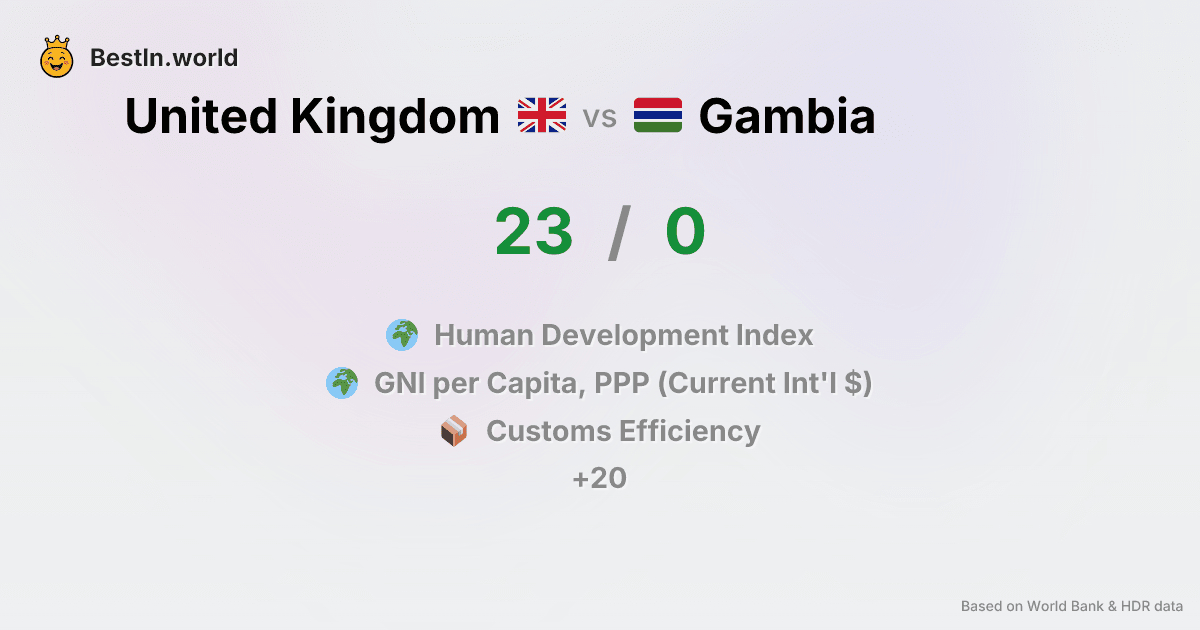 BestIn.world
United Kingdom vs Gambia
23 / 0
Human Development Index
GNI per Capita, PPP (Current Int'l $)
Customs Efficiency
+20
Based on World Bank & HDR data